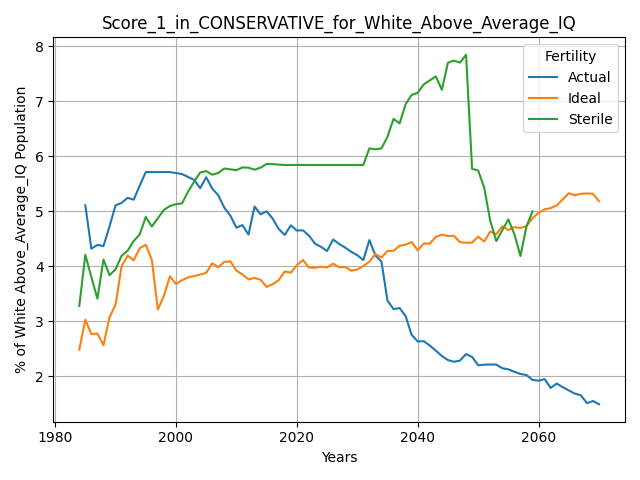 Score_1_in_CONSERVATIVE_for_White_Above_Average_IQ
% of White Above_Average_IQ Population
8
7
6
5
4
3
2
Fertility
Actual
Ideal
Sterile
1980
2000
2020
2040
2060
Years